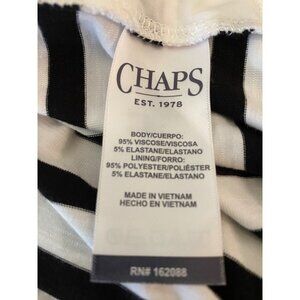 CHAPS
EST. 1978
BODY/CUERPO:
95% VISCOSE/VISCOSA
5% ELASTANE/ELASTANO
LINING/FORRO:
95% POLYESTER/POLIÉSTER
5% ELASTANE/ELASTANO
MADE IN VIETNAM
HECHO EN VIETNAM
RN# 162088